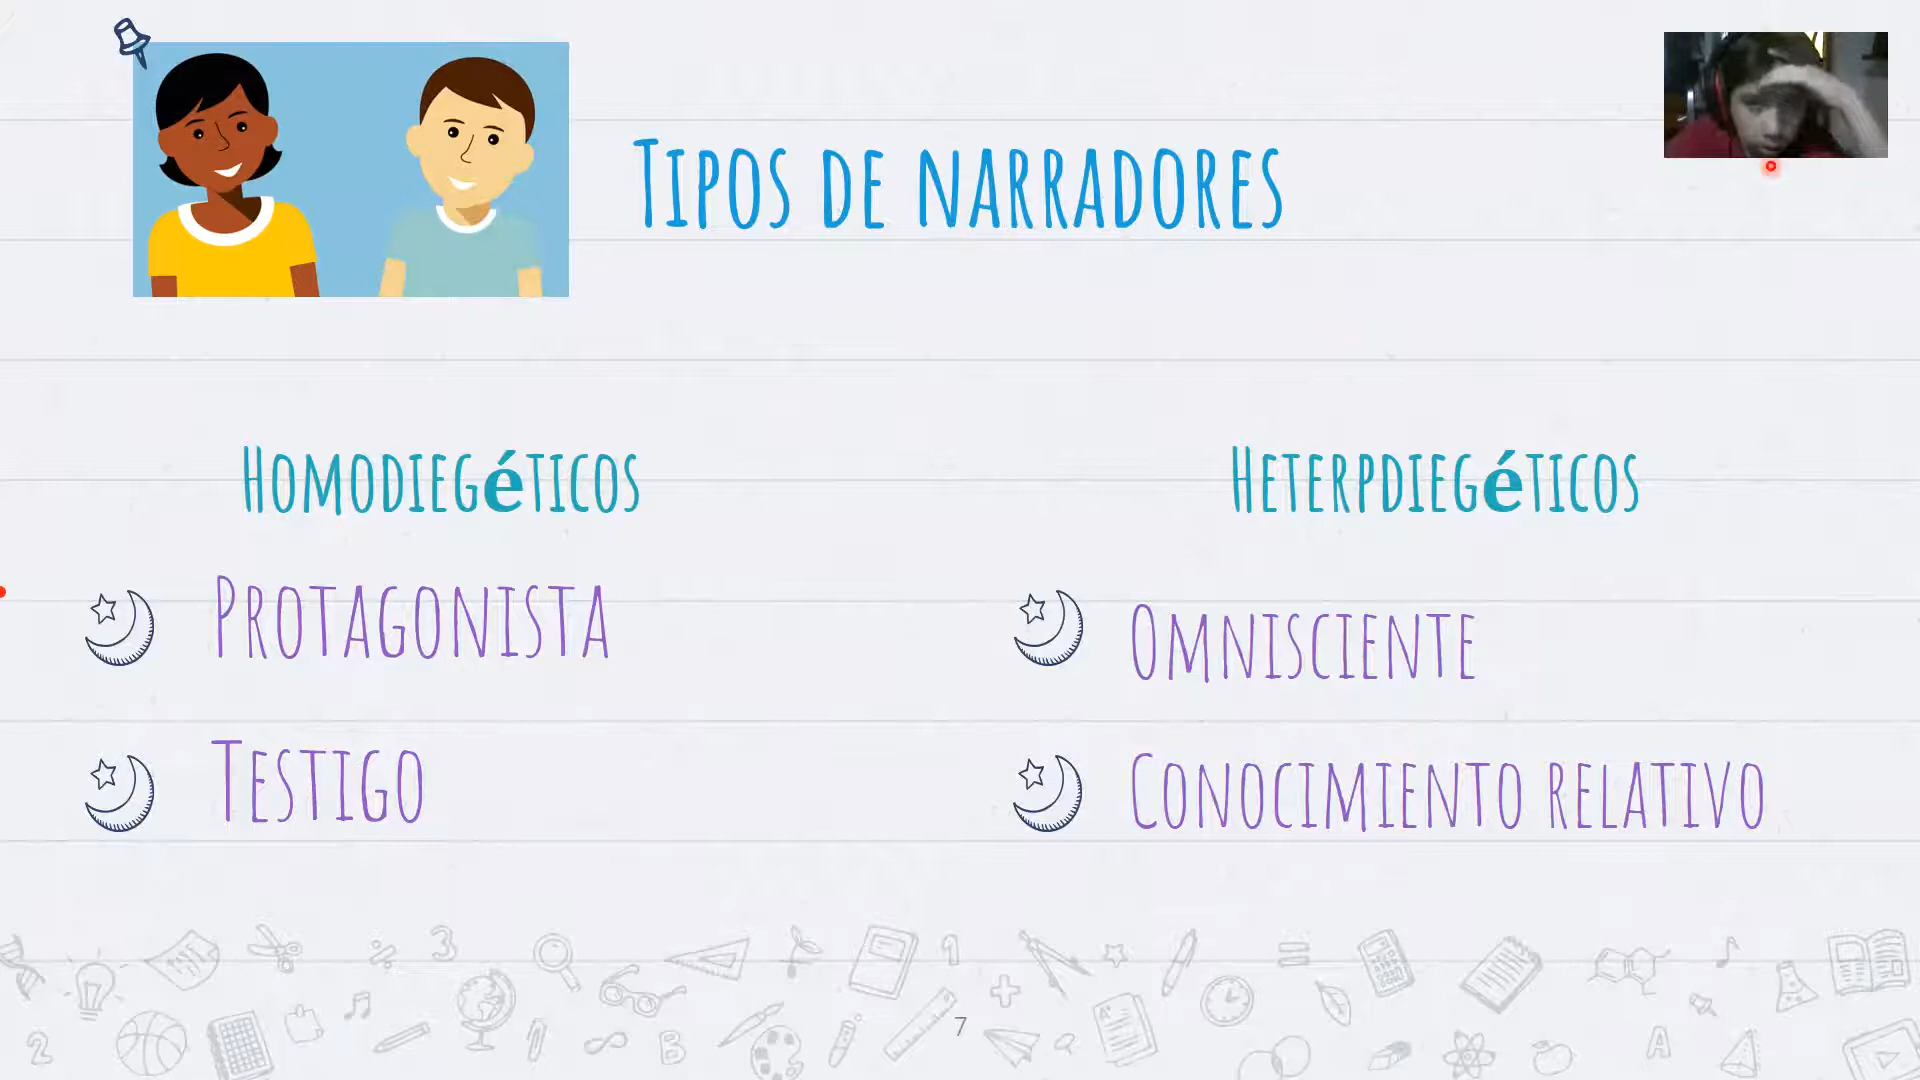 Tipos de narradores
Homodiegéticos
Heterpdiegéticos
Protagonista
Omnisciente
Testigo
Conocimiento relativo
7